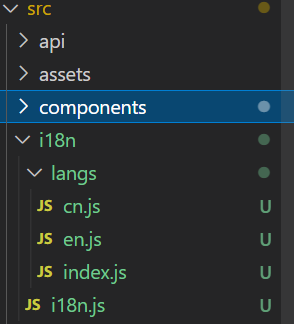 src
api
assets
components
i18n
langs
JS cn.js U
JS en.js U
JS index.js U
JS i18n.js U